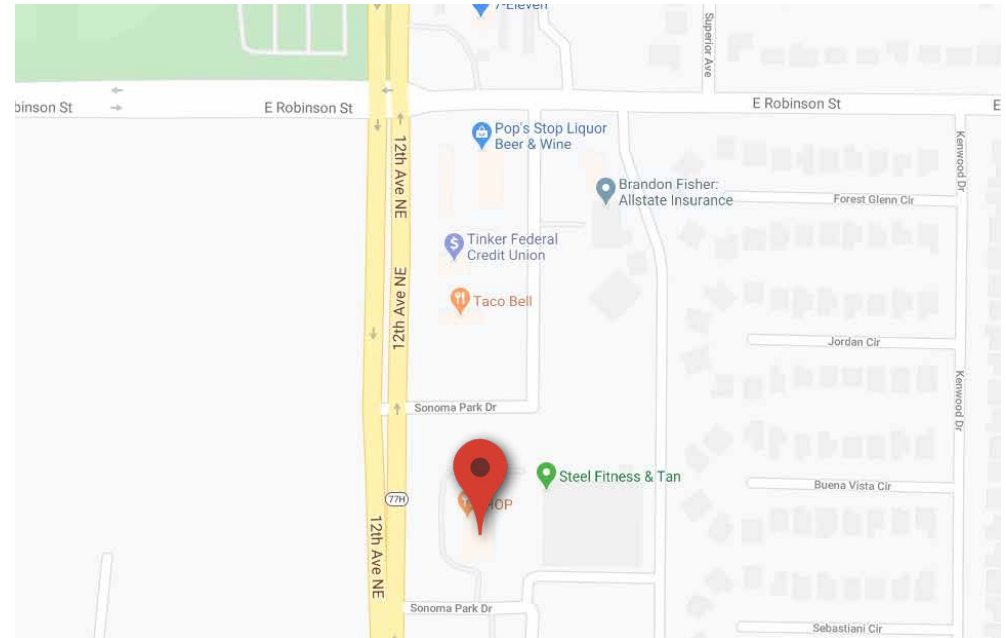 7-Eleven
Superior Ave
binson St
E Robinson St
E Robinson St
E
12th Ave NE
Pop's Stop Liquor
Beer & Wine
Kenwood Dr
Brandon Fisher:
Allstate Insurance
Forest Glenn Cir
Tinker Federal
Credit Union
12th Ave NE
Taco Bell
Jordan Cir
Sonoma Park Dr
Kenwood Dr
Steel Fitness & Tan
Buena Vista Cir
77H
HOP
12th Ave NE
Sonoma Park Dr
Sebastiani Cir